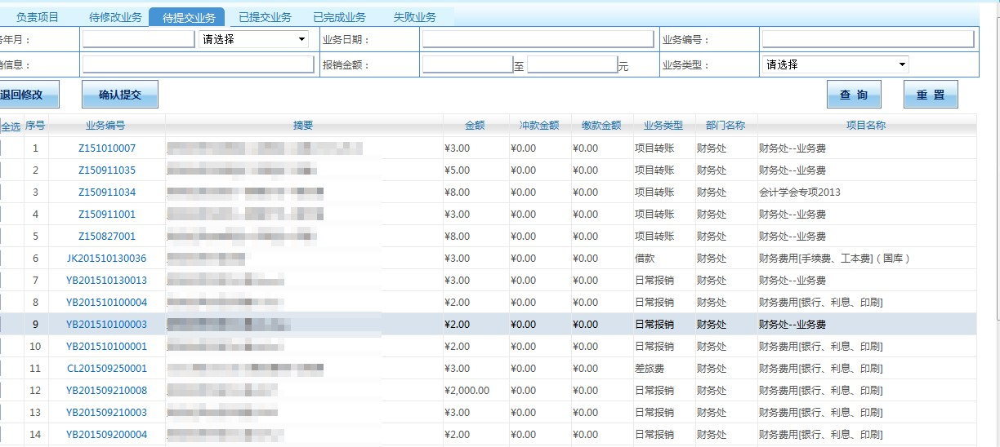 负责项目 待修改业务 待提交业务 已提交业务 已完成业务 失败业务
务年月： 请选择 业务日期： 业务编号：
销信息： 报销金额： 至 元 业务类型： 请选择
退回修改 确认提交 查 询 重 置
全选 序号 业务编号 摘要 金额 冲款金额 缴款金额 业务类型 部门名称 项目名称
1 Z151010007 ¥3.00 ¥0.00 ¥0.00 项目转账 财务处 财务处--业务费
2 Z150911035 ¥5.00 ¥0.00 ¥0.00 项目转账 财务处 财务处--业务费
3 Z150911034 ¥8.00 ¥0.00 ¥0.00 项目转账 财务处 会计学会专项2013
4 Z150911001 ¥3.00 ¥0.00 ¥0.00 项目转账 财务处 财务处--业务费
5 Z150827001 ¥8.00 ¥0.00 ¥0.00 项目转账 财务处 财务处--业务费
6 JK201510130036 ¥3.00 ¥0.00 ¥0.00 借款 财务处 财务费用[手续费、工本费]（国库）
7 YB201510130013 ¥3.00 ¥0.00 ¥0.00 日常报销 财务处 财务处--业务费
8 YB201510100004 ¥2.00 ¥0.00 ¥0.00 日常报销 财务处 财务费用[银行、利息、印刷]
9 YB201510100003 ¥2.00 ¥0.00 ¥0.00 日常报销 财务处 财务处--业务费
10 YB201510100001 ¥2.00 ¥0.00 ¥0.00 日常报销 财务处 财务费用[银行、利息、印刷]
11 CL201509250001 ¥3.00 ¥0.00 ¥0.00 差旅费 财务处 财务费用[银行、利息、印刷]
12 YB201509210008 ¥2,000.00 ¥0.00 ¥0.00 日常报销 财务处 财务费用[银行、利息、印刷]
13 YB201509210003 ¥3.00 ¥0.00 ¥0.00 日常报销 财务处 财务费用[银行、利息、印刷]
14 YB201509200004 ¥2.00 ¥0.00 ¥0.00 日常报销 财务处 财务费用[银行、利息、印刷]